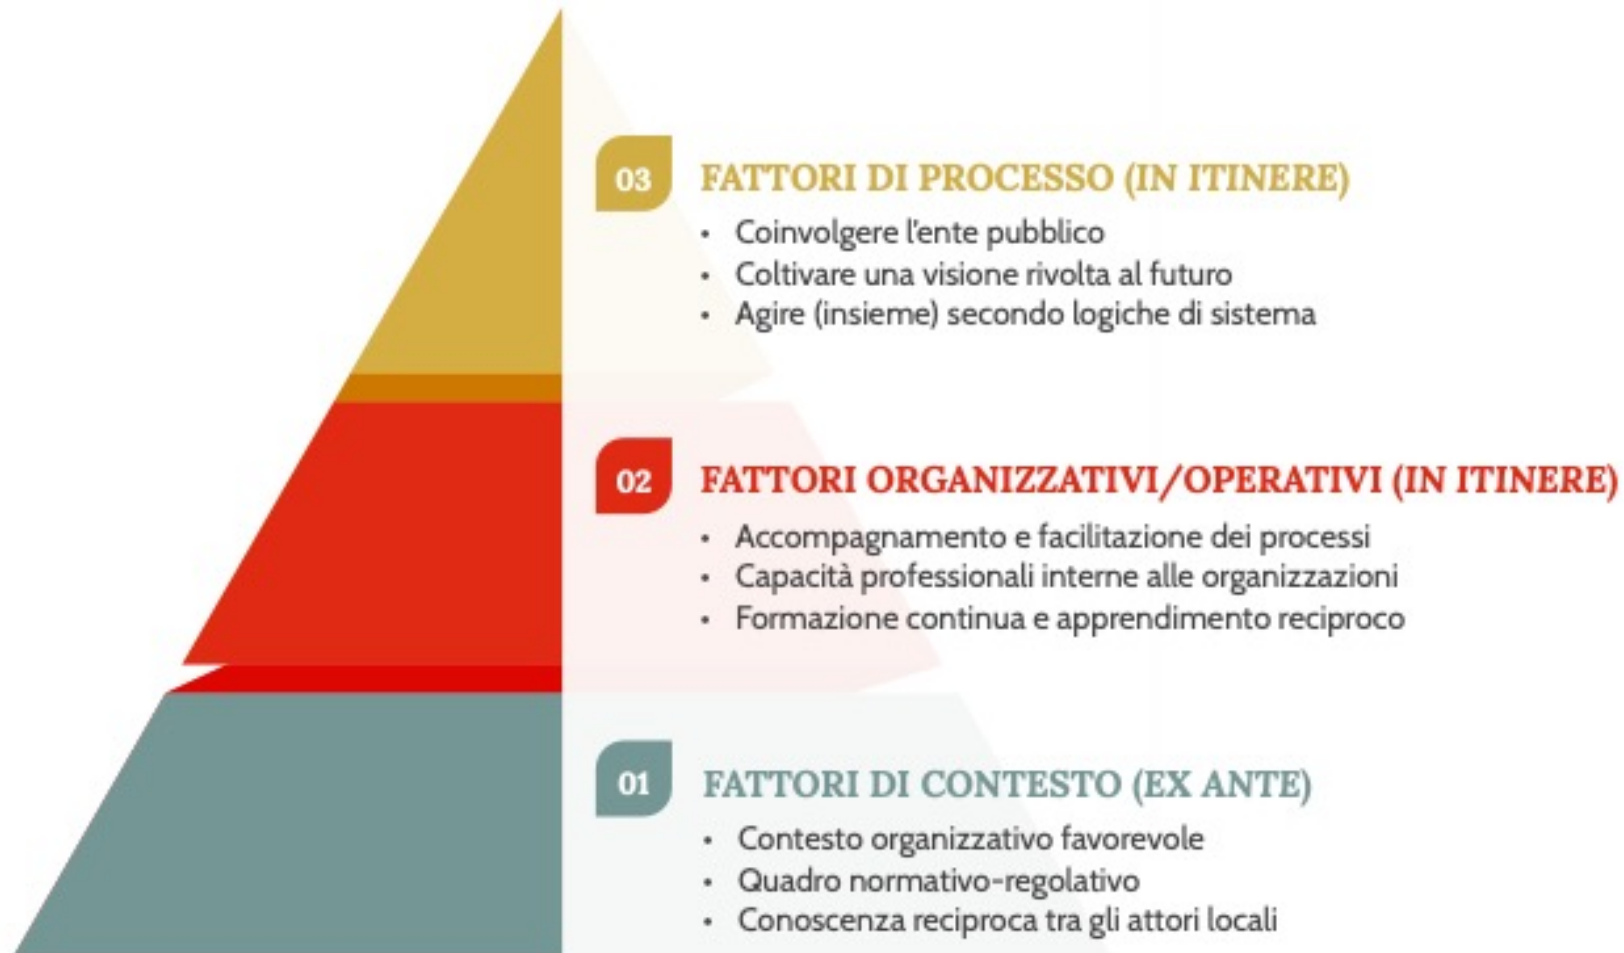 03
FATTORI DI PROCESSO (IN ITINERE)
• Coinvolgere l'ente pubblico
• Coltivare una visione rivolta al futuro
• Agire (insieme) secondo logiche di sistema
02
FATTORI ORGANIZZATIVI/OPERATIVI (IN ITINERE)
• Accompagnamento e facilitazione dei processi
• Capacità professionali interne alle organizzazioni
• Formazione continua e apprendimento reciproco
01
FATTORI DI CONTESTO (EX ANTE)
• Contesto organizzativo favorevole
• Quadro normativo-regolativo
• Conoscenza reciproca tra gli attori locali